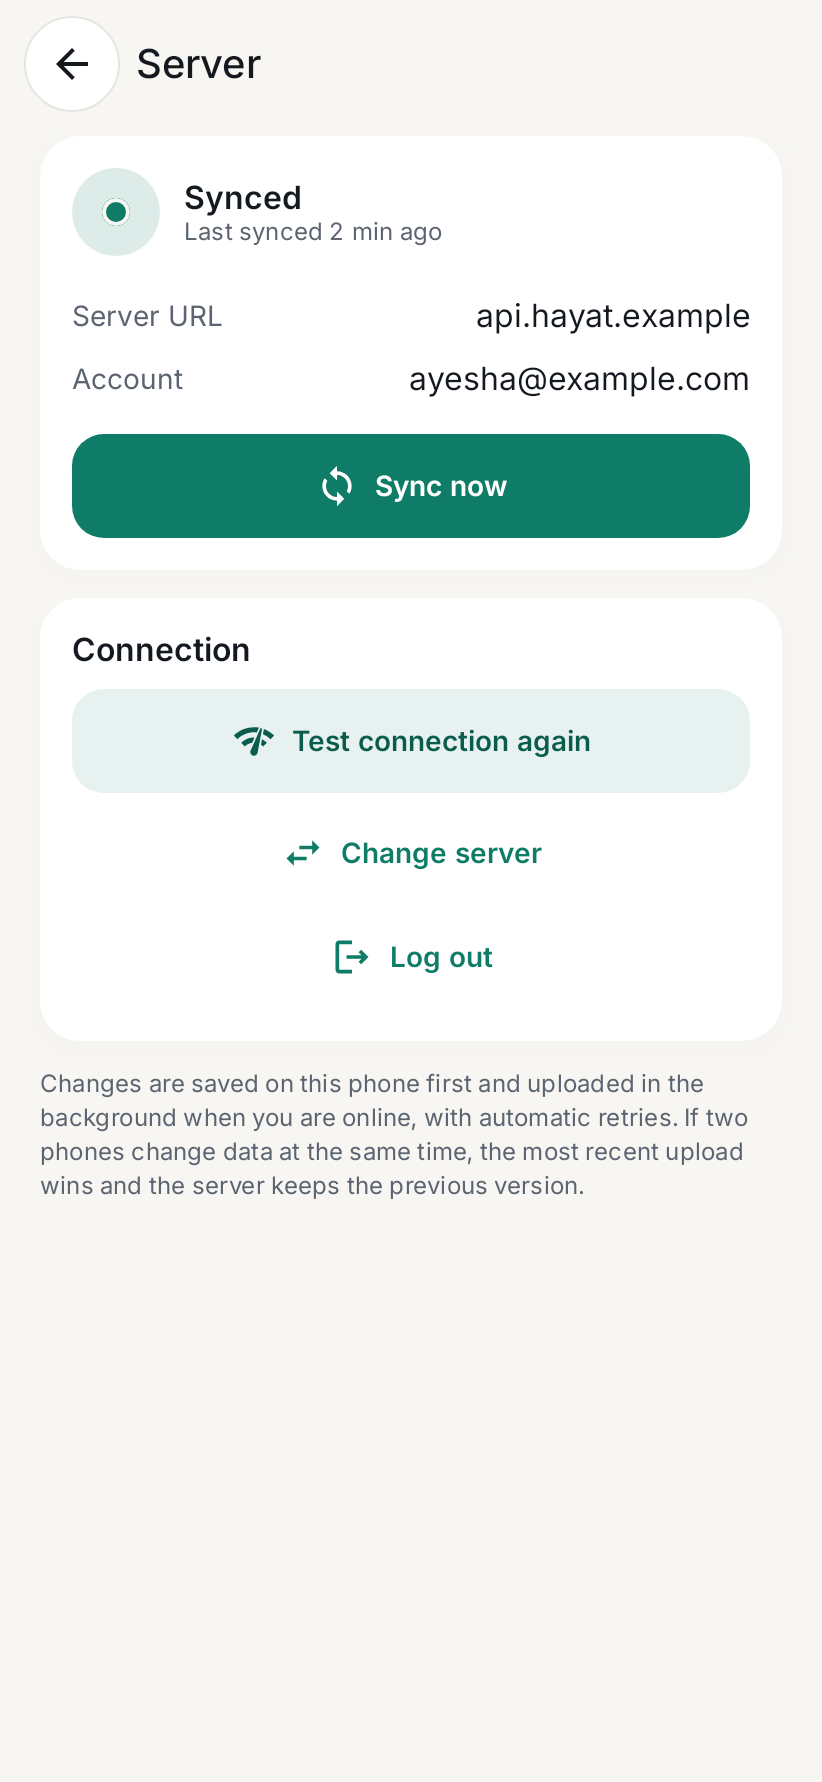 Server
Synced
Last synced 2 min ago
Server URL
api.hayat.example
Account
ayesha@example.com
Sync now
Connection
Test connection again
Change server
Log out
Changes are saved on this phone first and uploaded in the
background when you are online, with automatic retries. If two
phones change data at the same time, the most recent upload
wins and the server keeps the previous version.